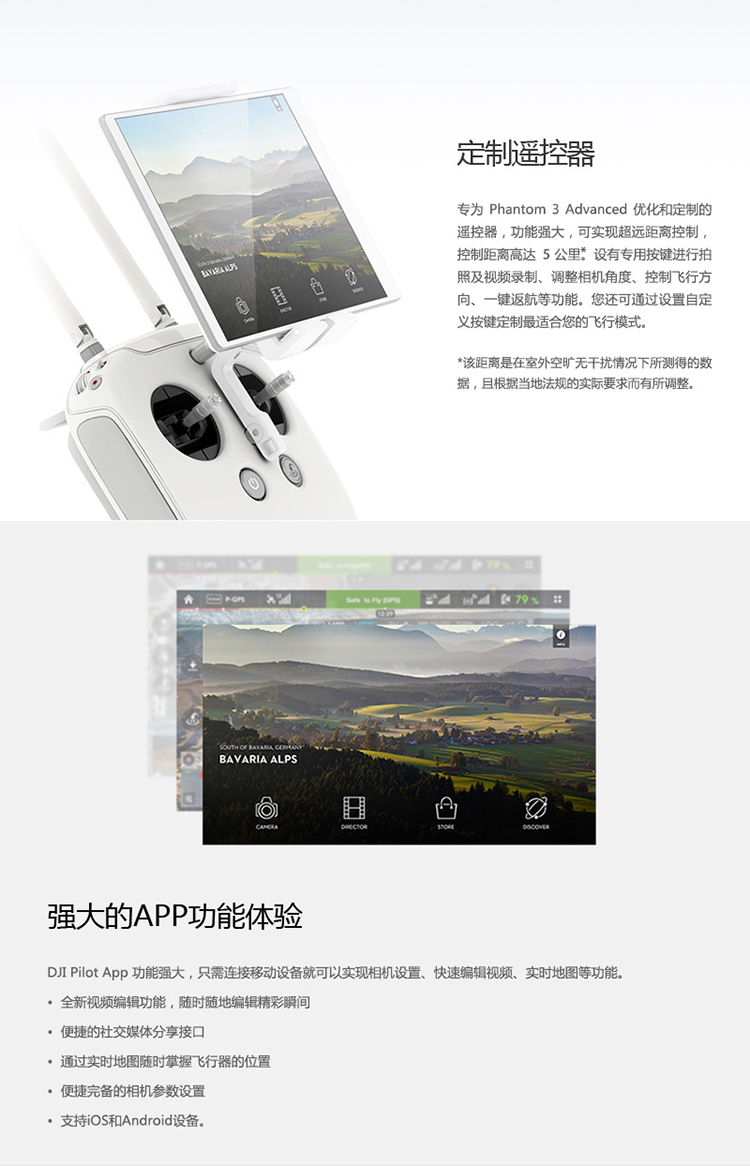 定制遥控器
专为 Phantom 3 Advanced 优化和定制的
遥控器，功能强大，可实现超远距离控制，
控制距离高达 5 公里*。设有专用按键进行拍
照及视频录制、调整相机角度、控制飞行方
向、一键返航等功能。您还可通过设置自定
义按键定制最适合您的飞行模式。
*该距离是在室外空旷无干扰情况下所测得的数
据，且根据当地法规的实际要求而有所调整。
BAVARIA ALPS
CAMERA
DIRECTOR
STORE
Safe to Fly(GPS)
79 %
P-GPS
Safe to Fly (GPS)
79 %
12:29
SOUTH OF BAVARIA, GERMANY
BAVARIA ALPS
CAMERA
DIRECTOR
STORE
DISCOVER
强大的APP功能体验
DJI Pilot App 功能强大，只需连接移动设备就可以实现相机设置、快速编辑视频、实时地图等功能。
• 全新视频编辑功能，随时随地编辑精彩瞬间
• 便捷的社交媒体分享接口
• 通过实时地图随时掌握飞行器的位置
• 便捷完备的相机参数设置
• 支持iOS和Android设备。